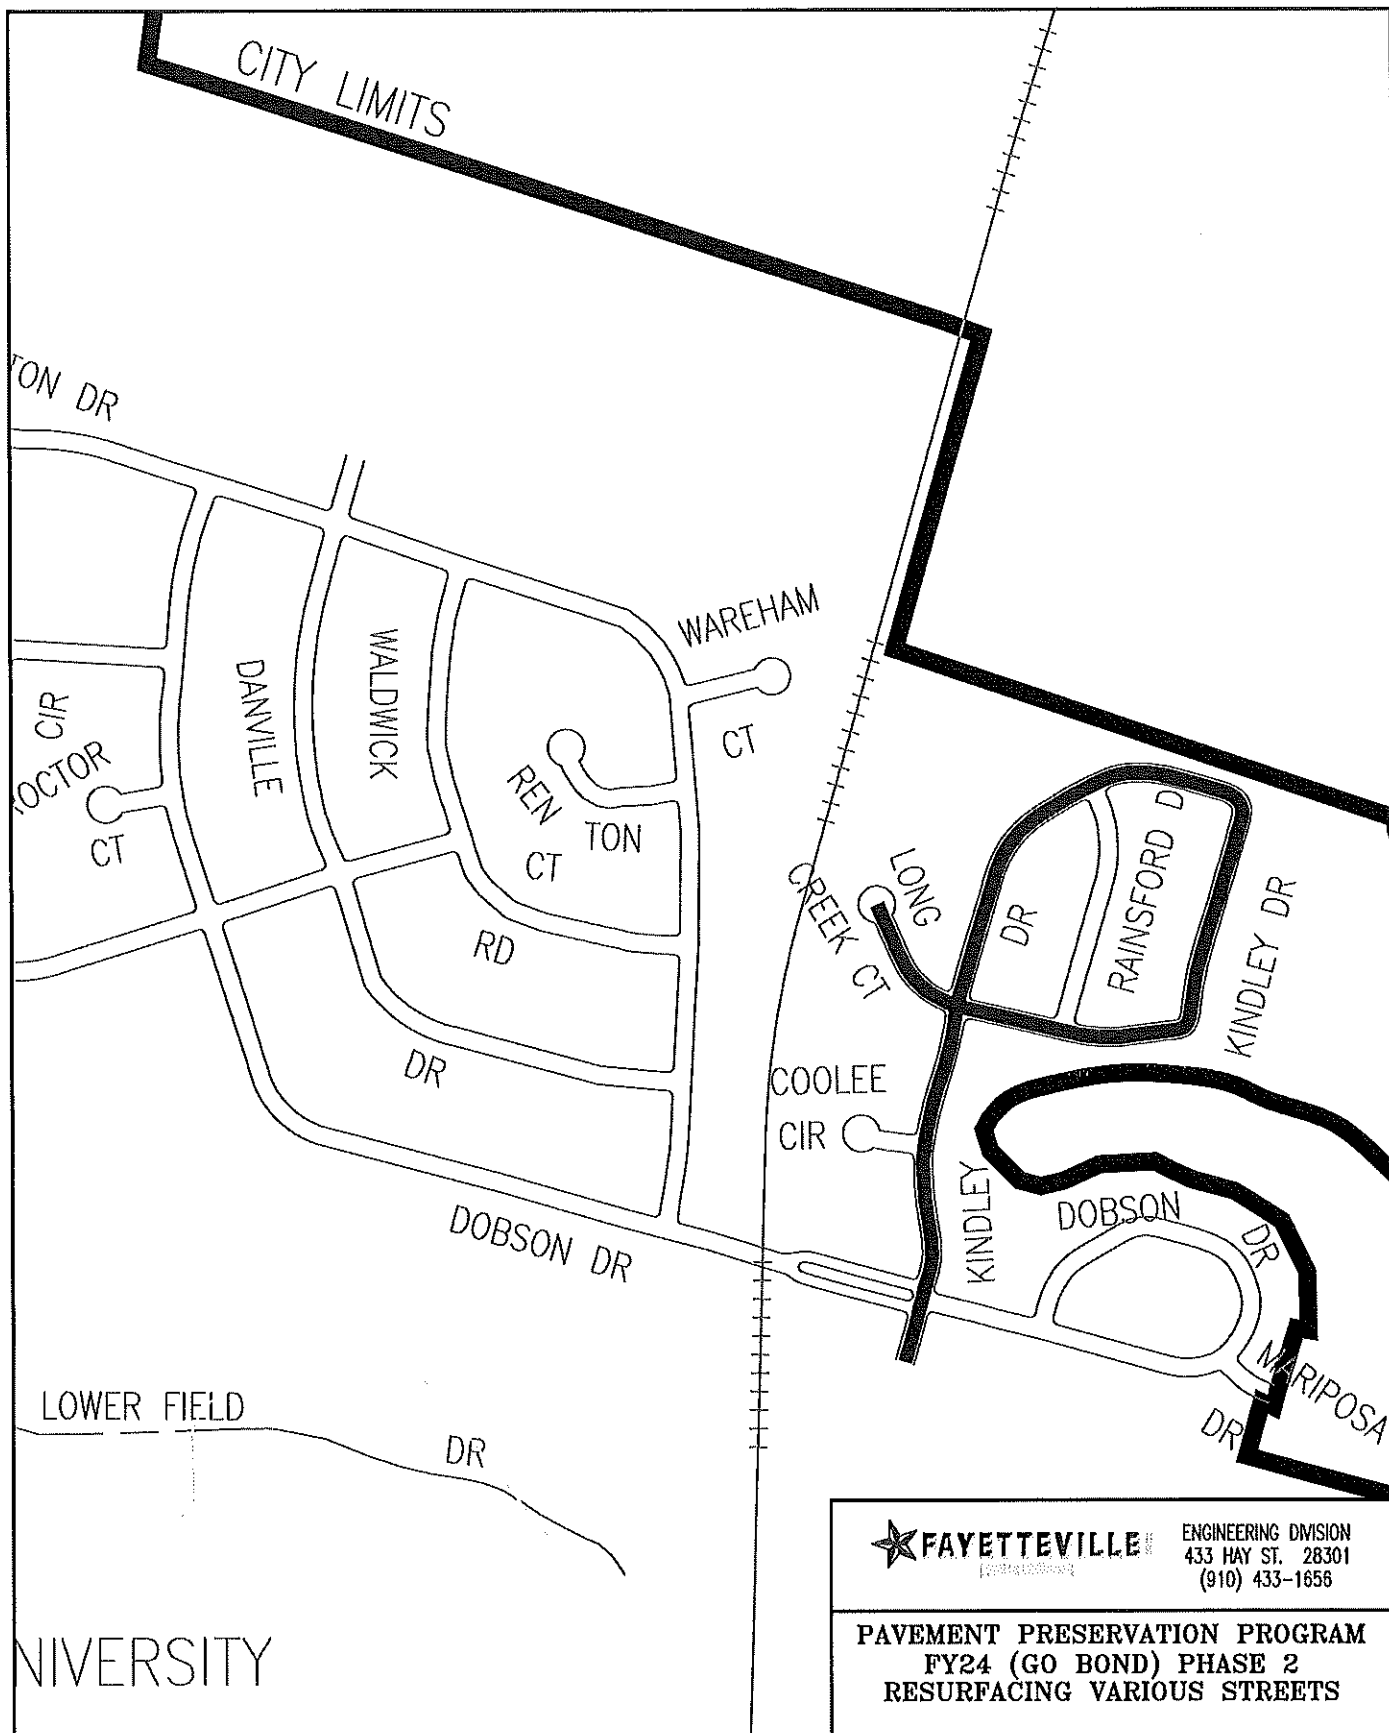 CITY LIMITS
TON DR
WAREHAM
CT
WALDWICK
DANVILLE
CIR
ROCTOR
CT
REN
TON
CT
RD
DR
LONG
CREEK CT
DR
RAINSFORD D
KINDLEY DR
COOLEE
CIR
KINDLEY
DOBSON
DR
DOBSON DR
MARIPOSA
DR
LOWER FIELD
DR
NIVERSITY
FAYETTEVILLE
ENGINEERING DIVISION
433 HAY ST. 28301
(910) 433-1656
PAVEMENT PRESERVATION PROGRAM
FY24 (GO BOND) PHASE 2
RESURFACING VARIOUS STREETS